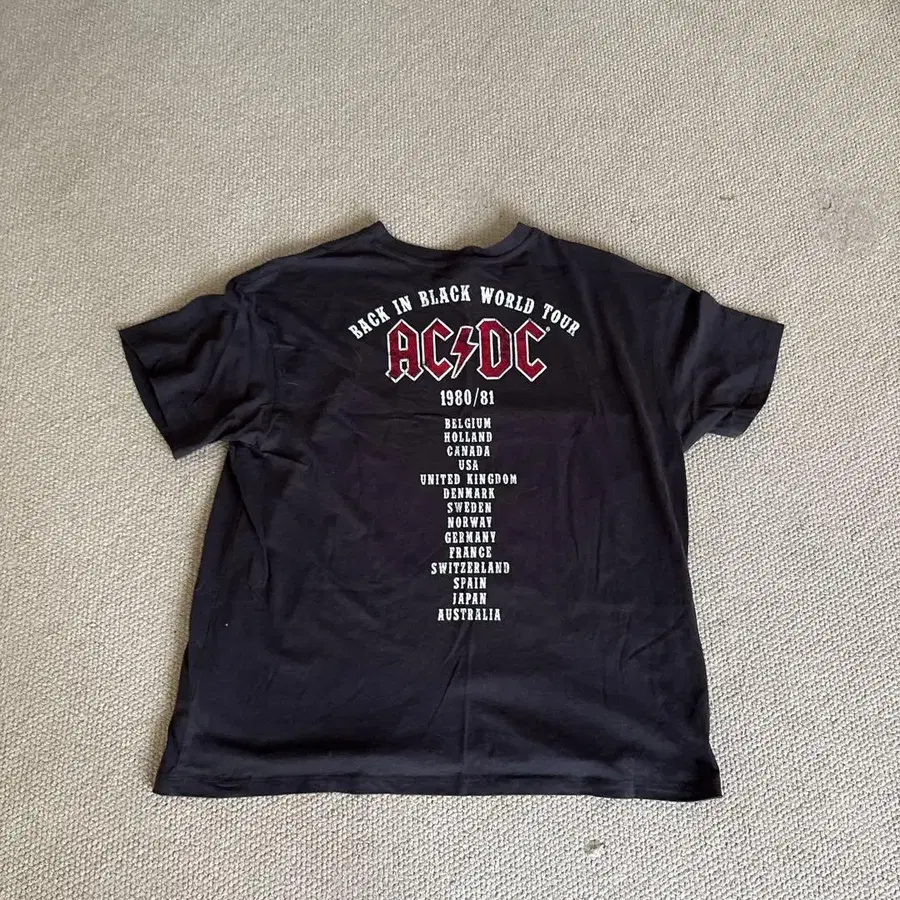 BACK IN BLACK WORLD TOUR
AC⚡DC®
1980/81
BELGIUM
HOLLAND
CANADA
USA
UNITED KINGDOM
DENMARK
SWEDEN
NORWAY
GERMANY
FRANCE
SWITZERLAND
SPAIN
JAPAN
AUSTRALIA